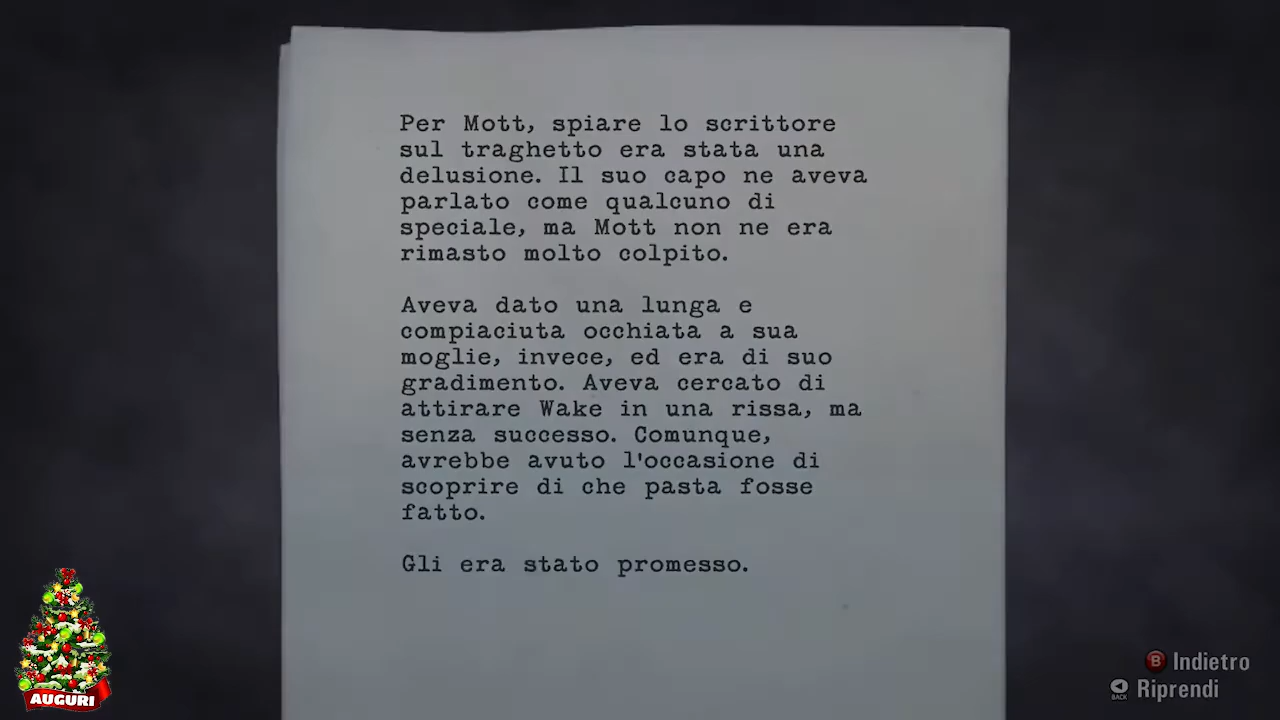 Per Mott, spiare lo scrittore
sul traghetto era stata una
delusione. Il suo capo ne aveva
parlato come qualcuno di
speciale, ma Mott non ne era
rimasto molto colpito.
Aveva dato una lunga e
compiaciuta occhiata a sua
moglie, invece, ed era di suo
gradimento. Aveva cercato di
attirare Wake in una rissa, ma
senza successo. Comunque,
avrebbe avuto l'occasione di
scoprire di che pasta fosse
fatto.
Gli era stato promesso.
AUGURI
B Indietro
BACK Riprendi